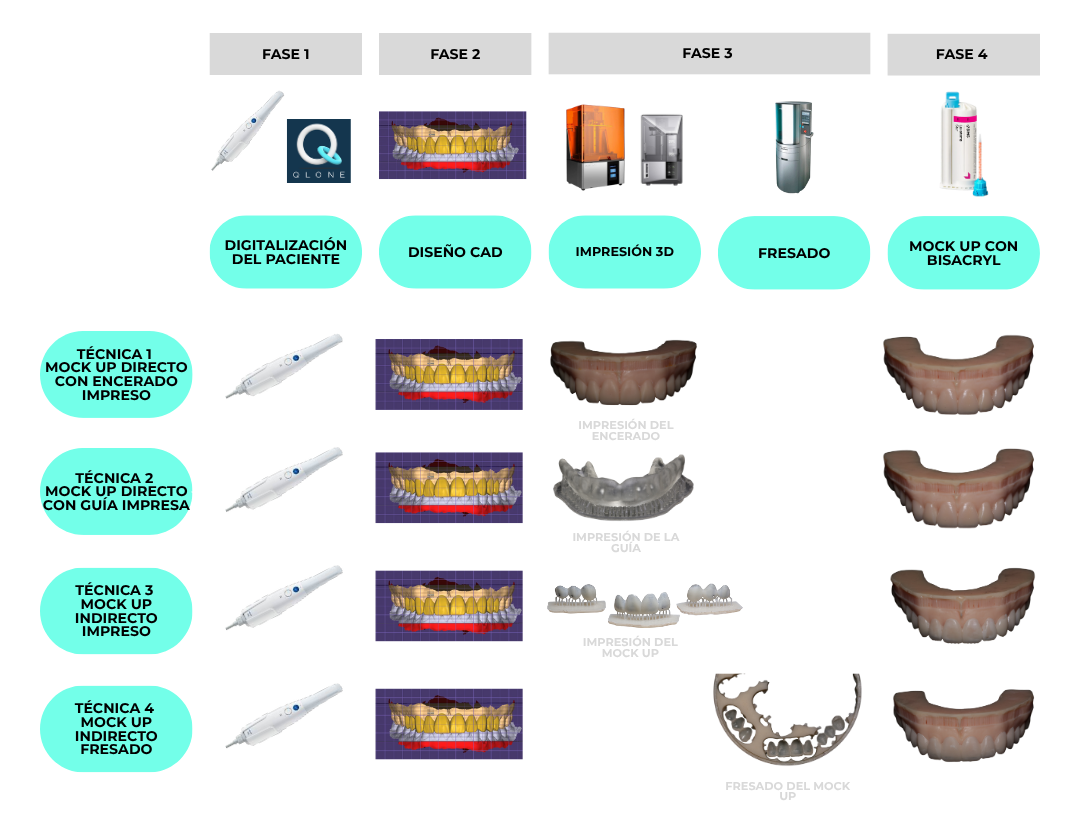 FASE 1
FASE 2
FASE 3
FASE 4
QLONE
DIGITALIZACIÓN
DEL PACIENTE
DISEÑO CAD
IMPRESIÓN 3D
FRESADO
MOCK UP CON
BISACRYL
TÉCNICA 1
MOCK UP DIRECTO
CON ENCERADO
IMPRESO
IMPRESIÓN DEL
ENCERADO
TÉCNICA 2
MOCK UP DIRECTO
CON GUÍA IMPRESA
IMPRESIÓN DE LA
GUÍA
TÉCNICA 3
MOCK UP
INDIRECTO
IMPRESO
IMPRESIÓN DEL
MOCK UP
TÉCNICA 4
MOCK UP
INDIRECTO
FRESADO
FRESADO DEL MOCK
UP